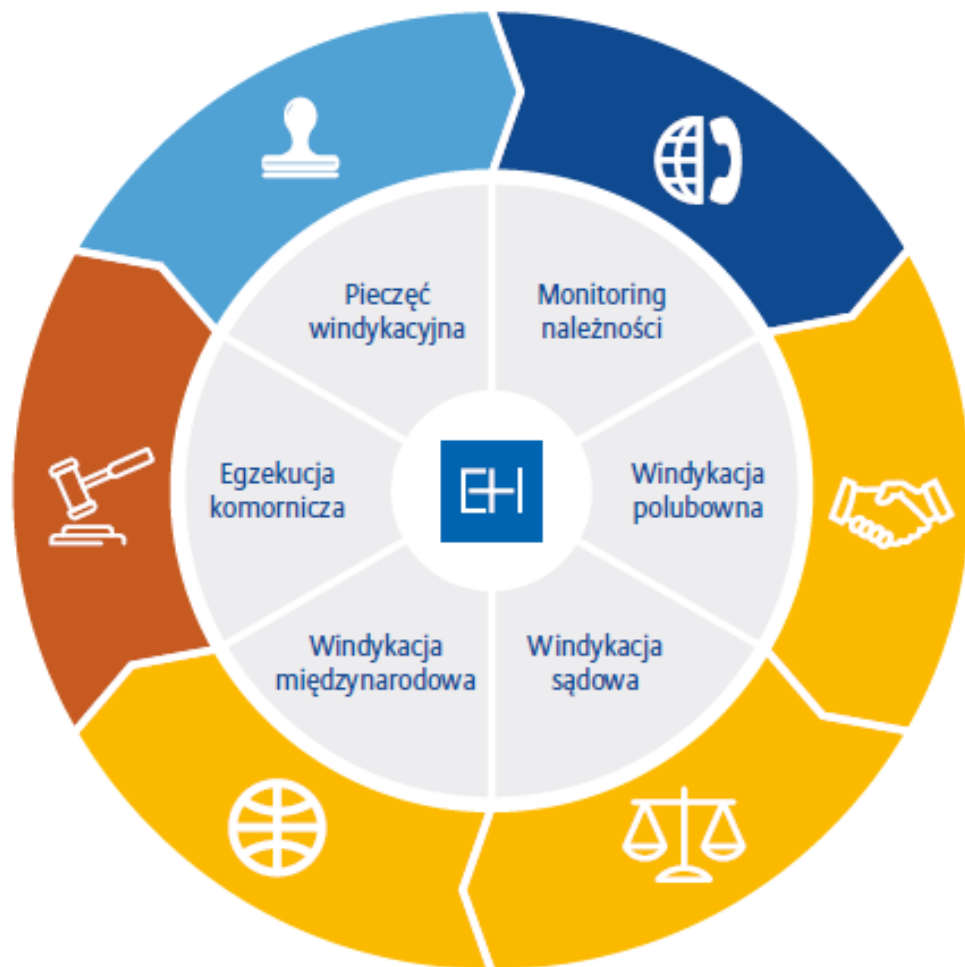 Pieczęć
windykacyjna
Monitoring
należności
Egzekucja
komornicza
EH
Windykacja
polubowna
Windykacja
międzynarodowa
Windykacja
sądowa